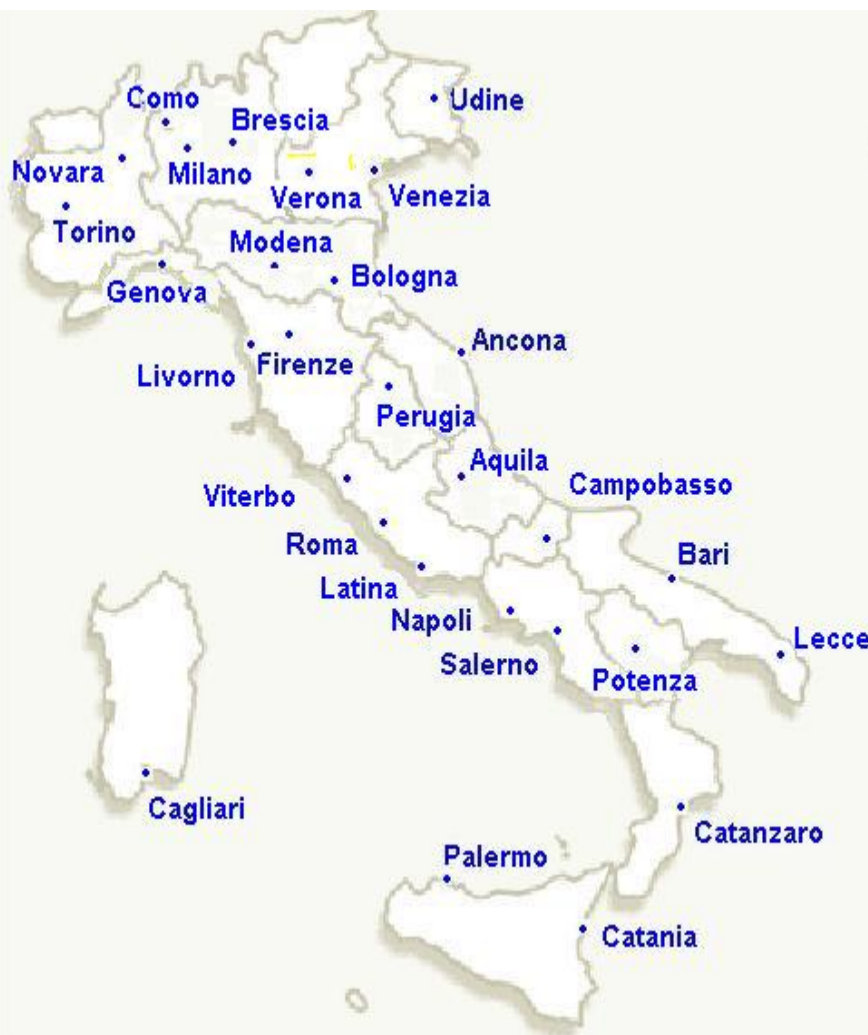 Como
Udine
Brescia
Novara
Milano
Verona
Venezia
Torino
Modena
Bologna
Genova
Ancona
Firenze
Livorno
Perugia
Aquila
Campobasso
Viterbo
Roma
Bari
Latina
Napoli
Lecce
Salerno
Potenza
Cagliari
Catanzaro
Palermo
Catania